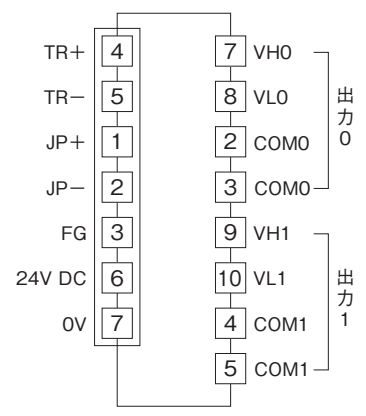 TR+ 4 7 VH0
TR− 5 8 VL0
JP+ 1 2 COM0
JP− 2 3 COM0
出力0
FG 3 9 VH1
24V DC 6 10 VL1
0V 7 4 COM1
5 COM1
出力1